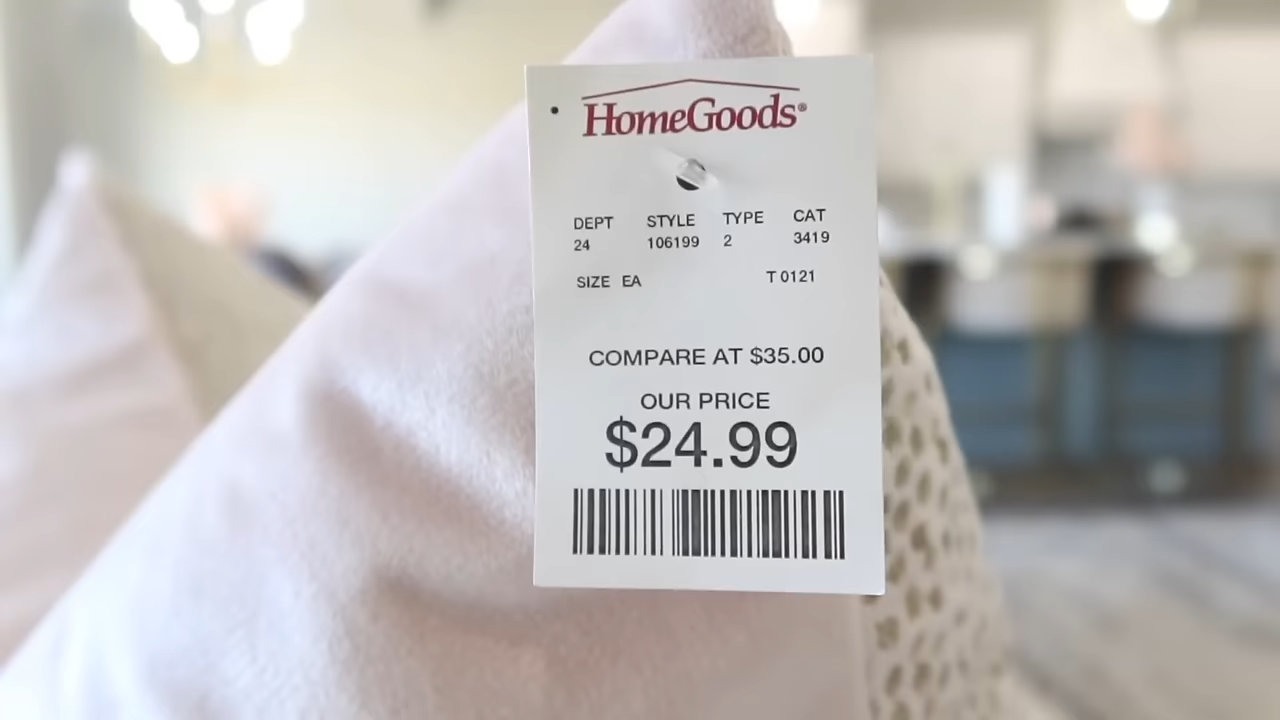 HomeGoods®
DEPT STYLE TYPE CAT
24 106199 2 3419
SIZE EA T 0121
COMPARE AT $35.00
OUR PRICE
$24.99